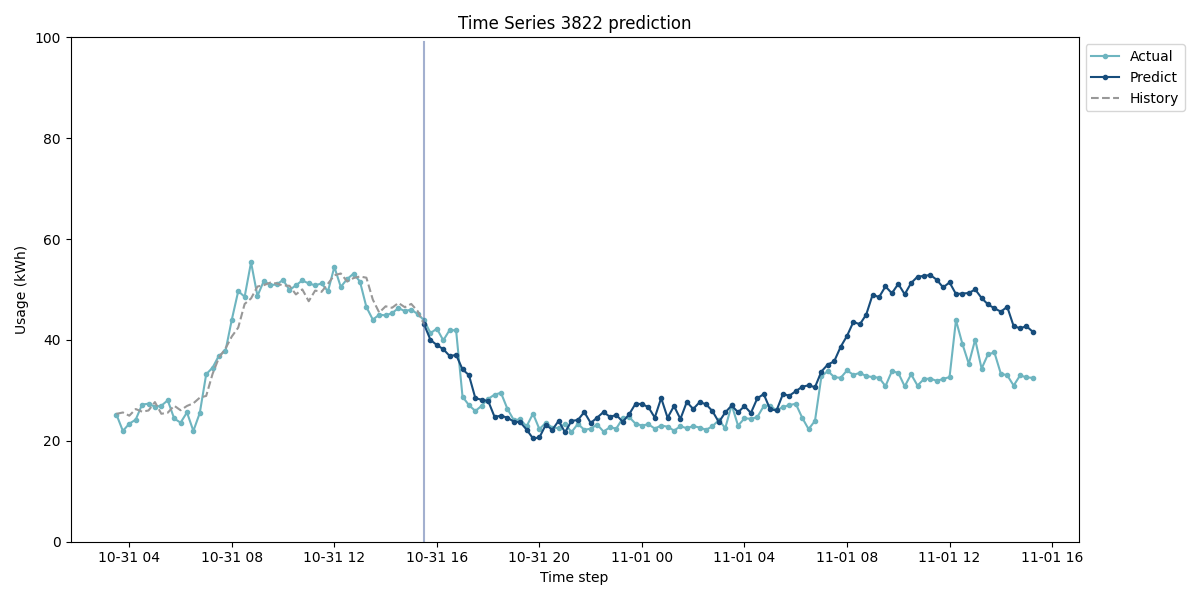 Time Series 3822 prediction
Usage (kWh)
100
80
60
40
20
0
10-31 04
10-31 08
10-31 12
10-31 16
10-31 20
11-01 00
11-01 04
11-01 08
11-01 12
11-01 16
Time step
Actual
Predict
History